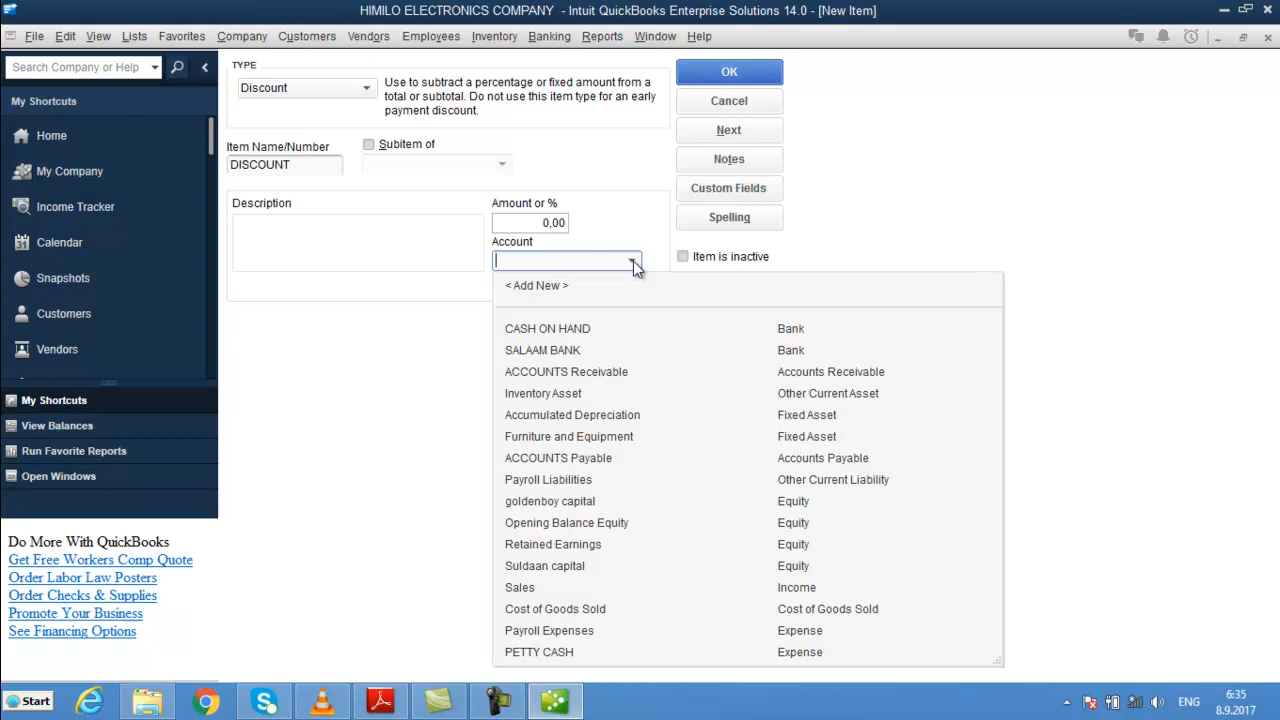 HIMILO ELECTRONICS COMPANY - Intuit QuickBooks Enterprise Solutions 14.0 - [New Item]
File Edit View Lists Favorites Company Customers Vendors Employees Inventory Banking Reports Window Help
Search Company or Help
My Shortcuts
Home
My Company
Income Tracker
Calendar
Snapshots
Customers
Vendors
My Shortcuts
View Balances
Run Favorite Reports
Open Windows
Do More With QuickBooks
Get Free Workers Comp Quote
Order Labor Law Posters
Order Checks & Supplies
Promote Your Business
See Financing Options
TYPE
Discount
Use to subtract a percentage or fixed amount from a
total or subtotal. Do not use this item type for an early
payment discount.
Item Name/Number
DISCOUNT
Subitem of
Description
Amount or %
0,00
Account
OK
Cancel
Next
Notes
Custom Fields
Spelling
Item is inactive
< Add New >
CASH ON HAND Bank
SALAAM BANK Bank
ACCOUNTS Receivable Accounts Receivable
Inventory Asset Other Current Asset
Accumulated Depreciation Fixed Asset
Furniture and Equipment Fixed Asset
ACCOUNTS Payable Accounts Payable
Payroll Liabilities Other Current Liability
goldenboy capital Equity
Opening Balance Equity Equity
Retained Earnings Equity
Suldaan capital Equity
Sales Income
Cost of Goods Sold Cost of Goods Sold
Payroll Expenses Expense
PETTY CASH Expense
Start
ENG
6:35
8.9.2017